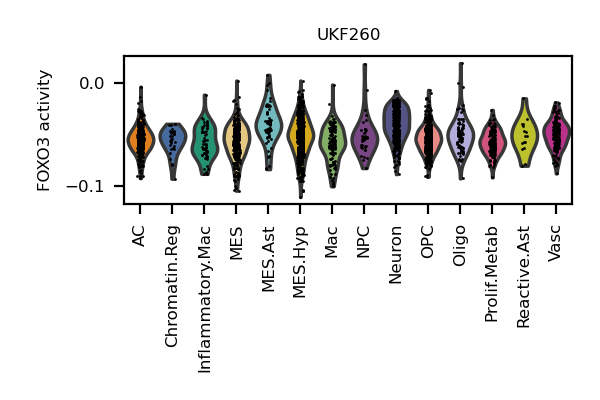 UKF260
FOXO3 activity
0.0
−0.1
AC
Chromatin.Reg
Inflammatory.Mac
MES
MES.Ast
MES.Hyp
Mac
NPC
Neuron
OPC
Oligo
Prolif.Metab
Reactive.Ast
Vasc